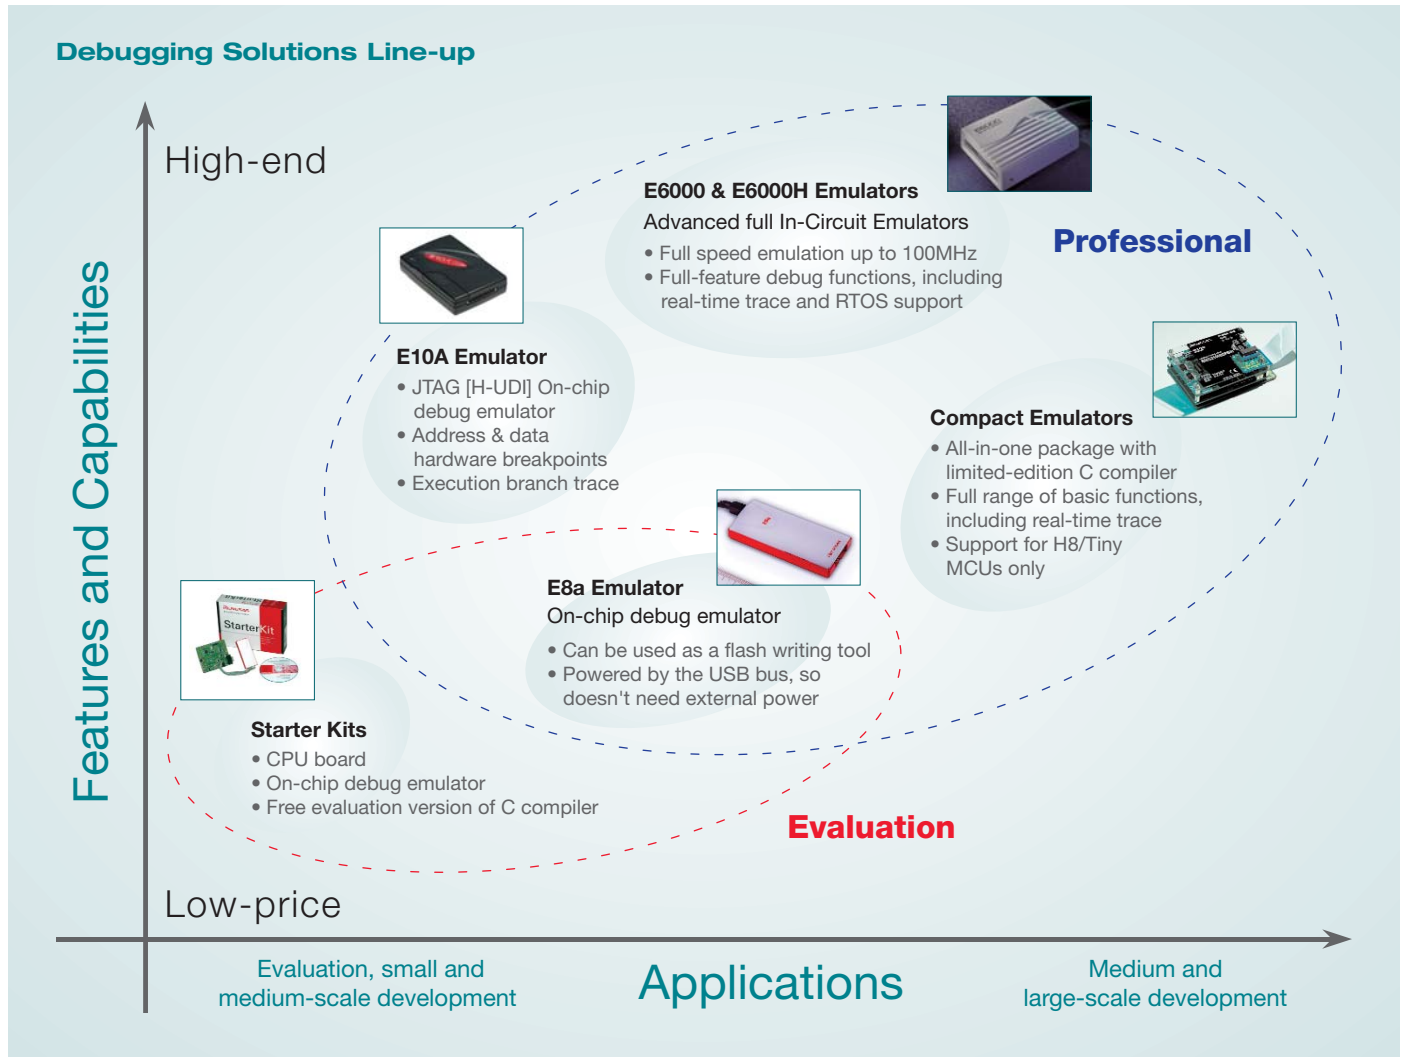 Debugging Solutions Line-up
High-end
E6000 & E6000H Emulators
Advanced full In-Circuit Emulators
• Full speed emulation up to 100MHz
• Full-feature debug functions, including
real-time trace and RTOS support
Professional
E10A Emulator
• JTAG [H-UDI] On-chip
debug emulator
• Address & data
hardware breakpoints
• Execution branch trace
Compact Emulators
• All-in-one package with
limited-edition C compiler
• Full range of basic functions,
including real-time trace
• Support for H8/Tiny
MCUs only
E8a Emulator
On-chip debug emulator
• Can be used as a flash writing tool
• Powered by the USB bus, so
doesn't need external power
StarterKit
Starter Kits
• CPU board
• On-chip debug emulator
• Free evaluation version of C compiler
Evaluation
Low-price
Features and Capabilities
Evaluation, small and
medium-scale development
Applications
Medium and
large-scale development